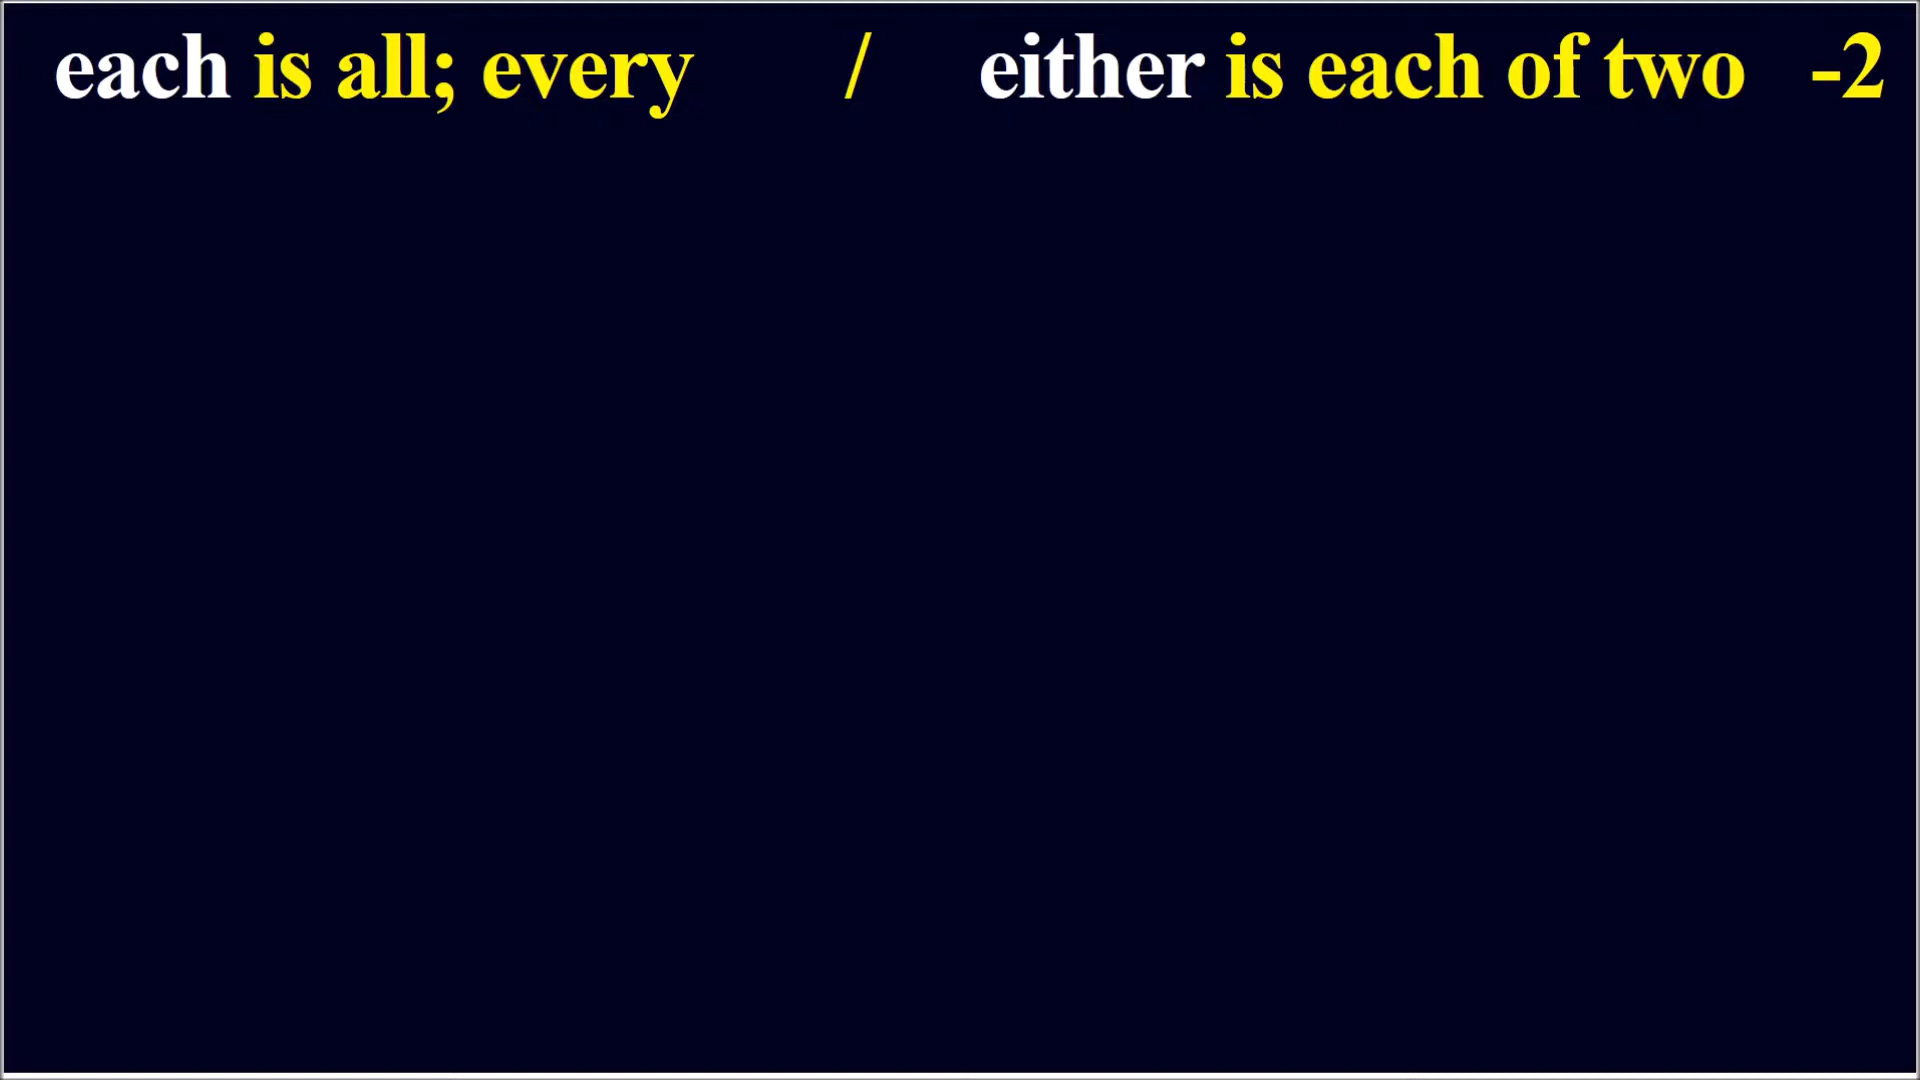 each is all; every / either is each of two -2